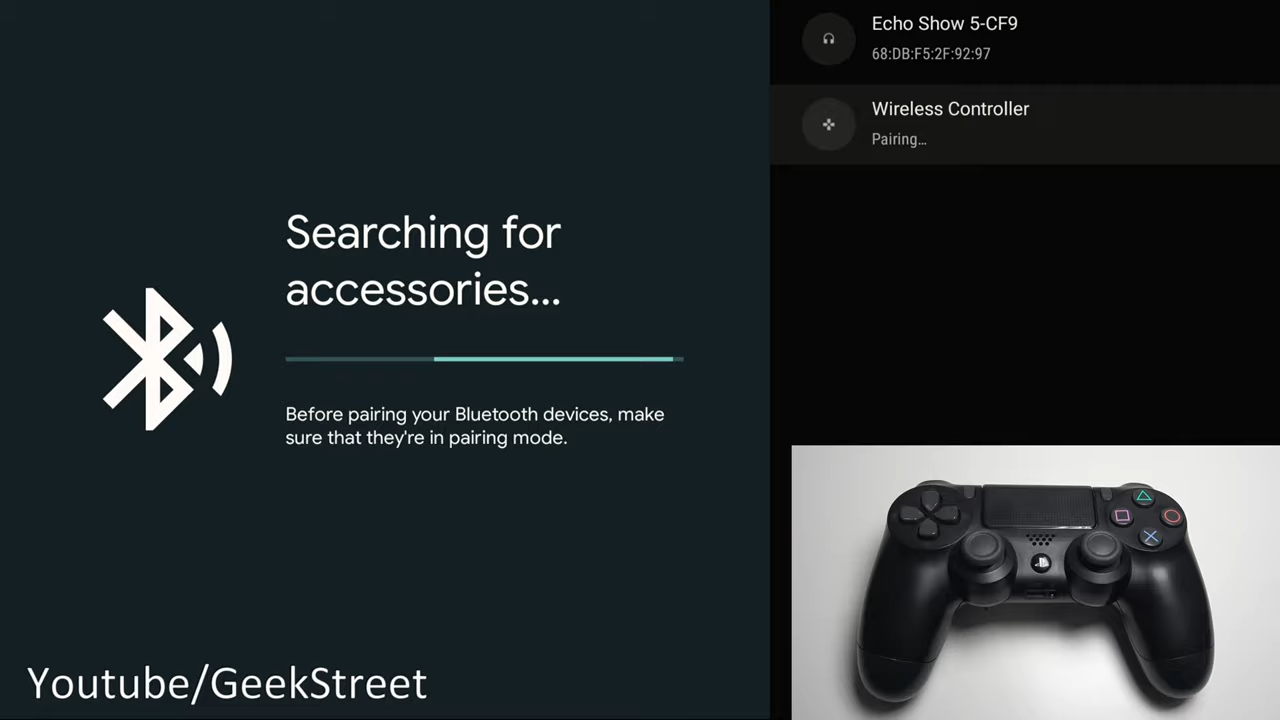 Searching for
accessories...
Before pairing your Bluetooth devices, make
sure that they're in pairing mode.
Echo Show 5-CF9
68:DB:F5:2F:92:97
Wireless Controller
Pairing...
Youtube/GeekStreet